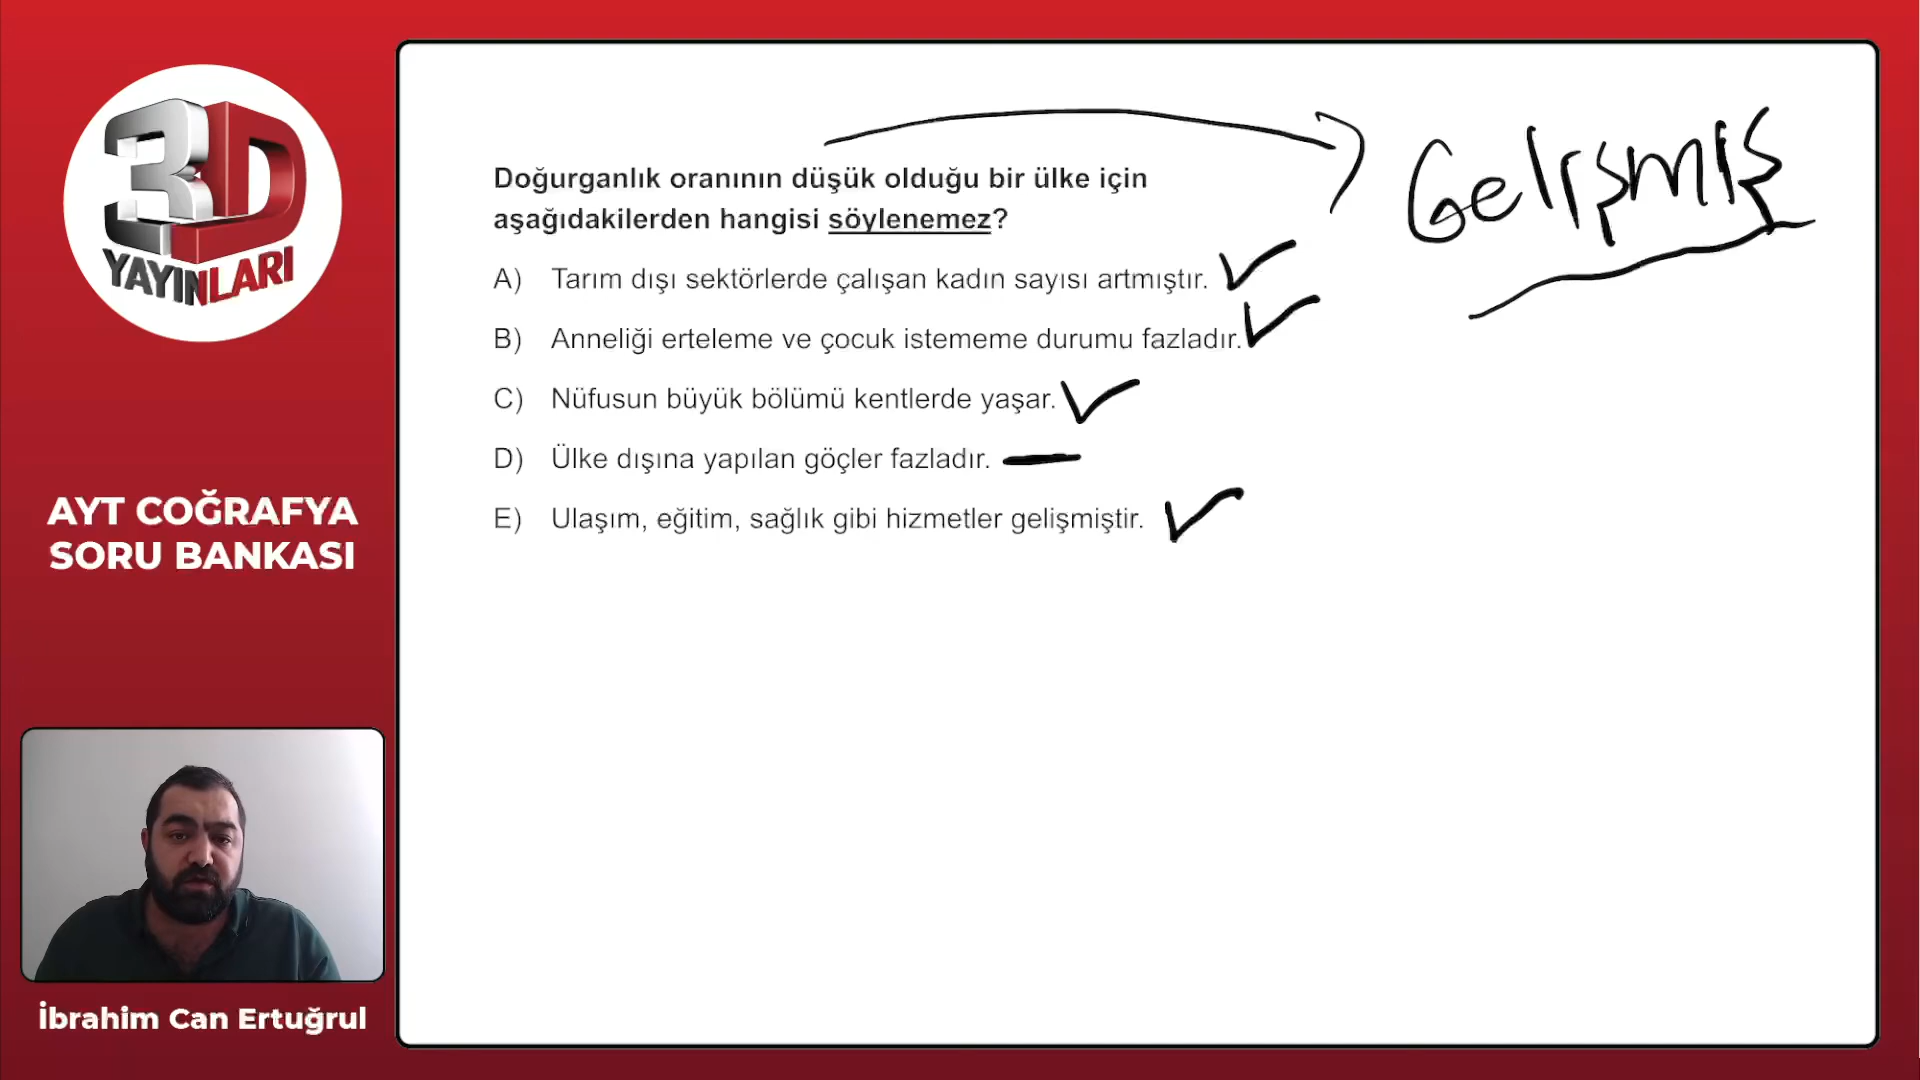 3D
YAYINLARI
AYT COĞRAFYA
SORU BANKASI
İbrahim Can Ertuğrul
Doğurganlık oranının düşük olduğu bir ülke için
aşağıdakilerden hangisi söylenemez?
A) Tarım dışı sektörlerde çalışan kadın sayısı artmıştır.
B) Anneliği erteleme ve çocuk istememe durumu fazladır.
C) Nüfusun büyük bölümü kentlerde yaşar.
D) Ülke dışına yapılan göçler fazladır.
E) Ulaşım, eğitim, sağlık gibi hizmetler gelişmiştir.
Gelişmiş